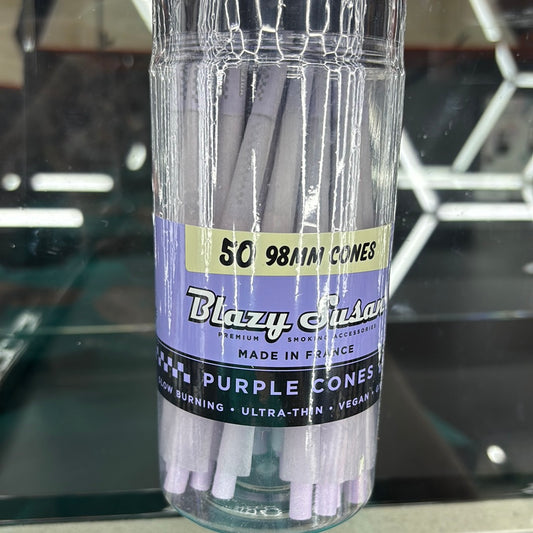 50 98MM CONES
Blazy Susan
PREMIUM SMOKING ACCESSORIES
MADE IN FRANCE
PURPLE CONES
BURNING • ULTRA-THIN • VEGAN •